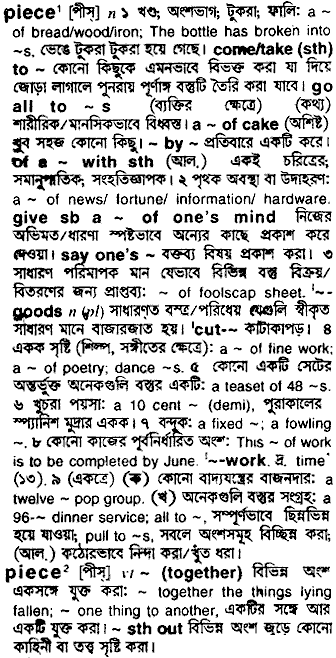 piece¹ [পীস্] n ১ খণ্ড; অংশভাগ; টুকরা; ফালি: a ~
of bread/wood/iron; The bottle has broken into
~s. ভেঙে টুকরা টুকরা হয়ে গেছে। come/take (sth)
to ~ কোনো কিছুকে এমনভাবে বিভক্ত করা যা দিয়ে
জোড়া লাগালে পুনরায় পূর্ণাঙ্গ বস্তুটি তৈরি করা যাবে। go
all to ~ s (ব্যক্তির ক্ষেত্রে) (কথ্য)
শারীরিক/মানসিকভাবে বিধ্বস্ত। a ~ of cake (অশিষ্ট)
খুব সহজ কোনো কিছু। ~ by ~ প্রতিবারে একটি করে।
of a ~ with sth (আল.) একই চরিত্রের;
সমানুপাতিক; সংহতিজ্ঞাপক। ২ পৃথক অবস্থা বা উদাহরণ:
a ~ of news/ fortune/ information/ hardware.
give sb a ~ of one's mind নিজের
অভিমত/ধারণা স্পষ্টভাবে অন্যের কাছে প্রকাশ করে
দেওয়া। say one's ~ বক্তব্য বিষয় প্রকাশ করা। ৩
সাধারণ পরিমাপক মান যেভাবে বিভিন্ন বস্তু বিক্রয়/
বিতরণের জন্য প্রাপ্তব্য: ~ of foolscap sheet. '~-
goods n (pl) সাধারণত বস্ত্র/পরিধেয় যেগুলি স্বীকৃত
সাধারণ মানে বাজারজাত হয়। 'cut-~ কাটাকাপড়। ৪
একক সৃষ্টি (শিল্প, সঙ্গীতের ক্ষেত্রে): a ~ of fine work;
a ~ of poetry; dance ~s. ৫ কোনো একটি সেটের
অন্তর্ভুক্ত অনেকগুলি বস্তুর একটি: a teaset of 48 ~s.
৬ খুচরা পয়সা: a 10 cent ~ (demi), পুরাকালের
স্প্যানিশ মুদ্রার একক। ৭ বন্দুক: a fixed ~; a fowling
~. ৮ কোনো কাজের পূর্বনির্ধারিত অংশ: This ~ of work
is to be completed by June. '~-work. দ্র. time¹
(১৩). ৯ (একত্রে) (ক) কোনো বাদ্যযন্ত্রের বাজনদার: a
twelve ~ pop group. (খ) অনেকগুলি বস্তুর সংগ্রহ: a
96-~ dinner service; all to ~, সম্পূর্ণভাবে ছিন্নভিন্ন
হয়ে যাওয়া; pull to ~s, সবলে অংশসমূহ বিচ্ছিন্ন করা;
(আল.) কঠোরভাবে নিন্দা করা/খুঁত ধরা।
piece² [পীস্] vt ~ (together) বিভিন্ন অংশ
একসঙ্গে যুক্ত করা: ~ together the things lying
fallen; ~ one thing to another, একটির সঙ্গে আর
একটি যুক্ত করা। ~ sth out বিভিন্ন অংশ জুড়ে কোনো
কাহিনী বা তত্ত্ব সৃষ্টি করা।